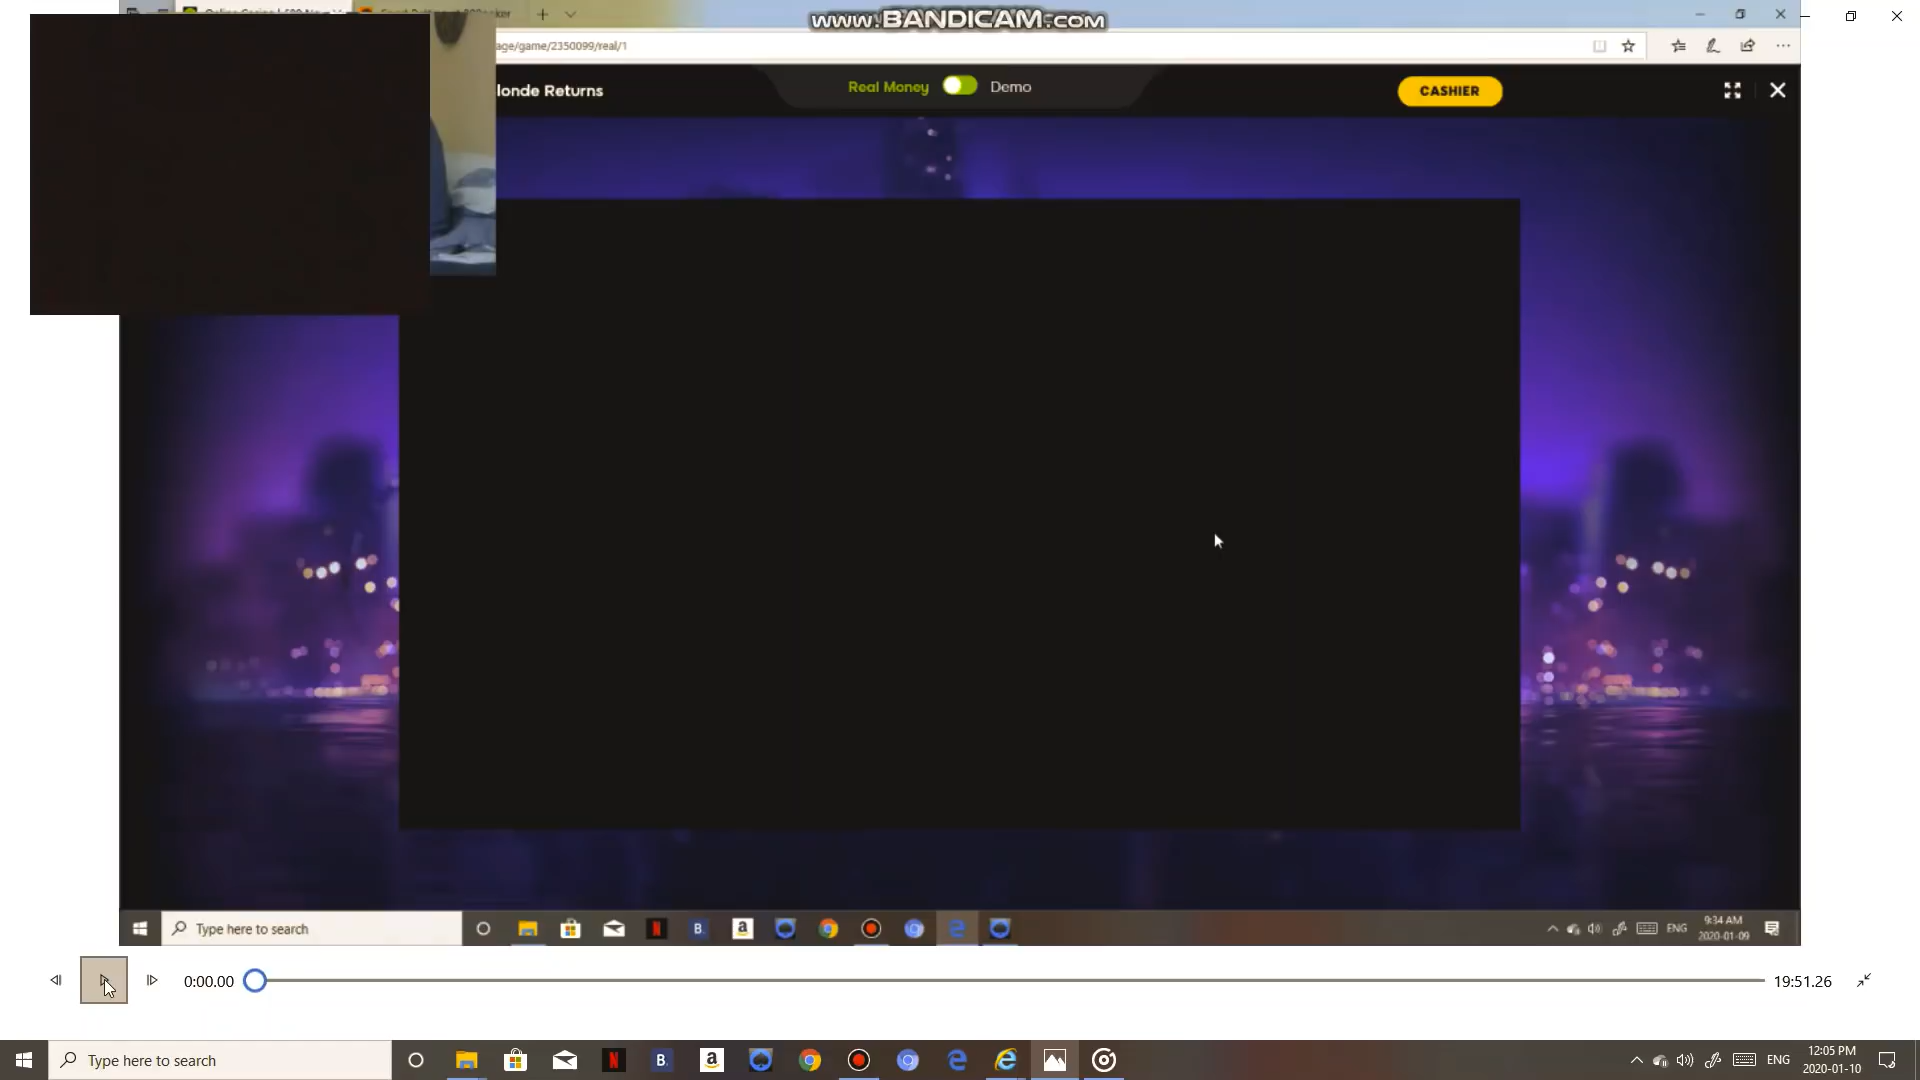 www.BANDICAM.com
age/game/2350099/real/1
londe Returns
Real Money
Demo
CASHIER
Type here to search
B.
a
ENG
9:34 AM
2020-01-09
0:00.00
19:51.26
Type here to search
N
B.
a
ENG
12:05 PM
2020-01-10